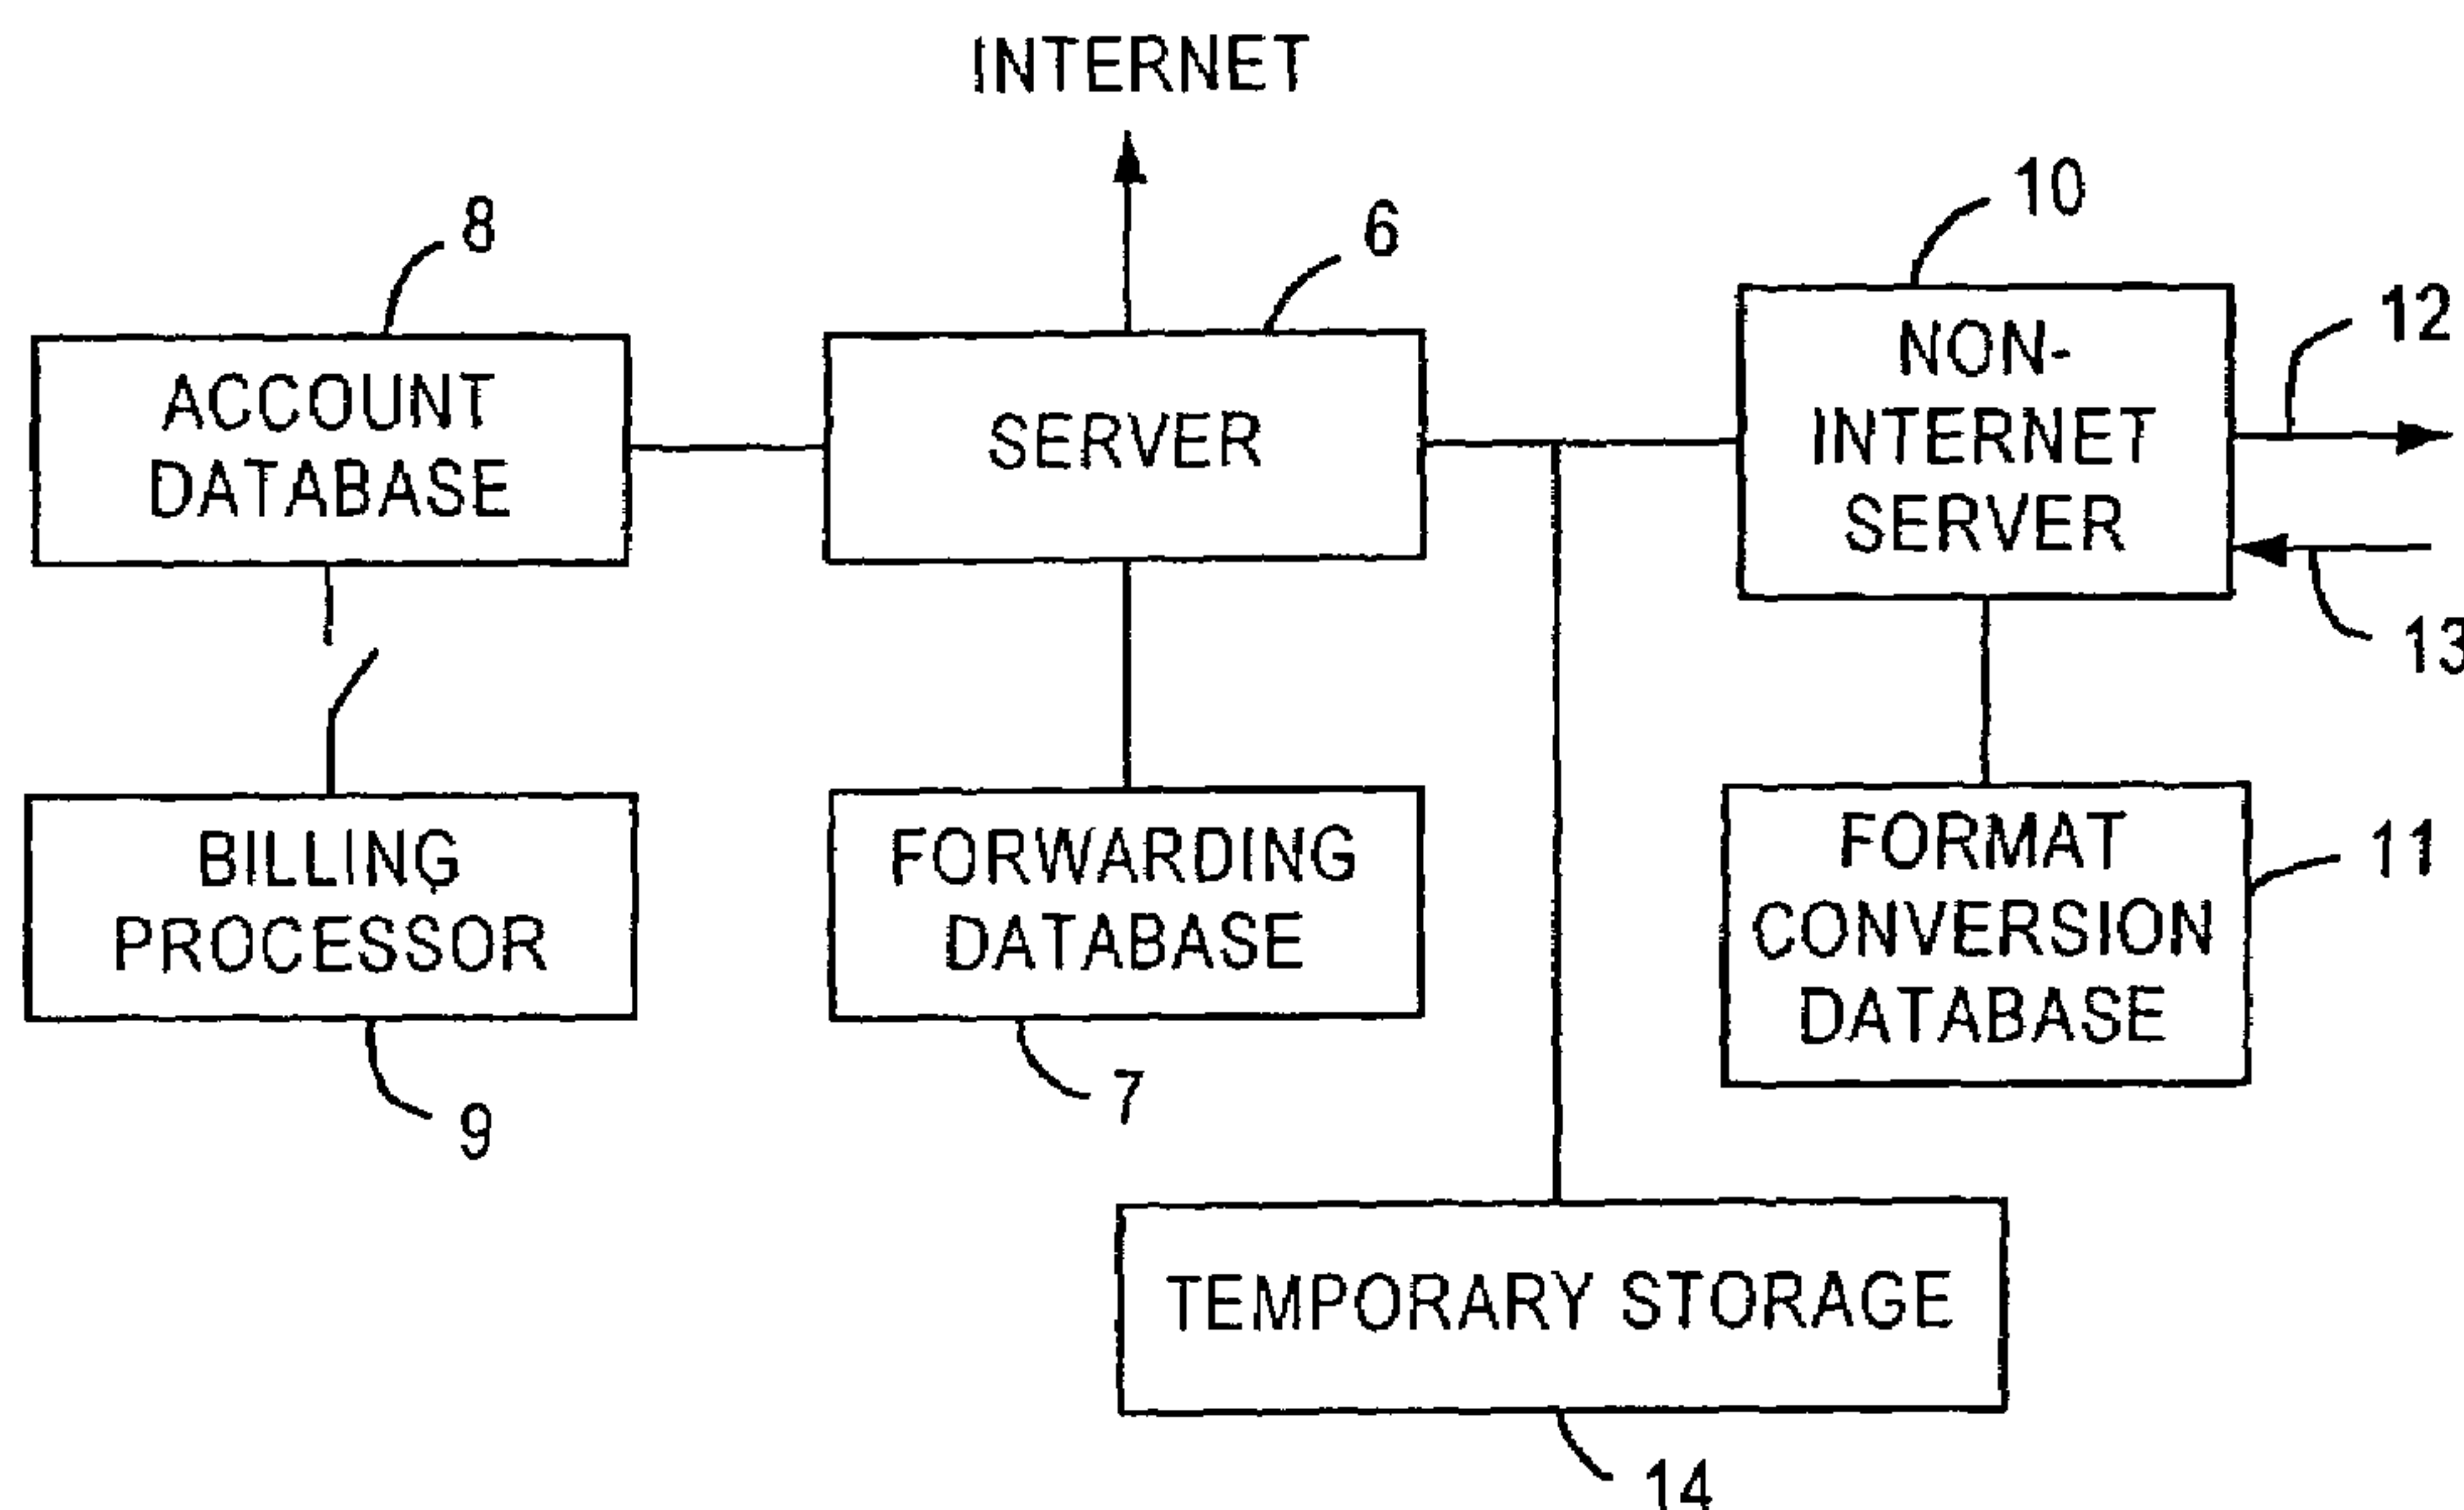 INTERNET
8
6
10
12
ACCOUNT
DATABASE
SERVER
NON-
INTERNET
SERVER
13
BILLING
PROCESSOR
FORWARDING
DATABASE
FORMAT
CONVERSION
DATABASE
11
9
7
TEMPORARY STORAGE
14